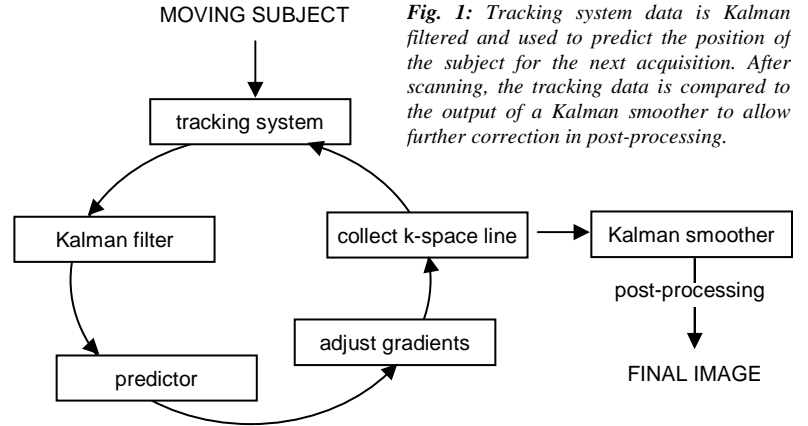 MOVING SUBJECT
Fig. 1: Tracking system data is Kalman
filtered and used to predict the position of
the subject for the next acquisition. After
scanning, the tracking data is compared to
the output of a Kalman smoother to allow
further correction in post-processing.
tracking system
Kalman filter
collect k-space line
Kalman smoother
post-processing
adjust gradients
predictor
FINAL IMAGE